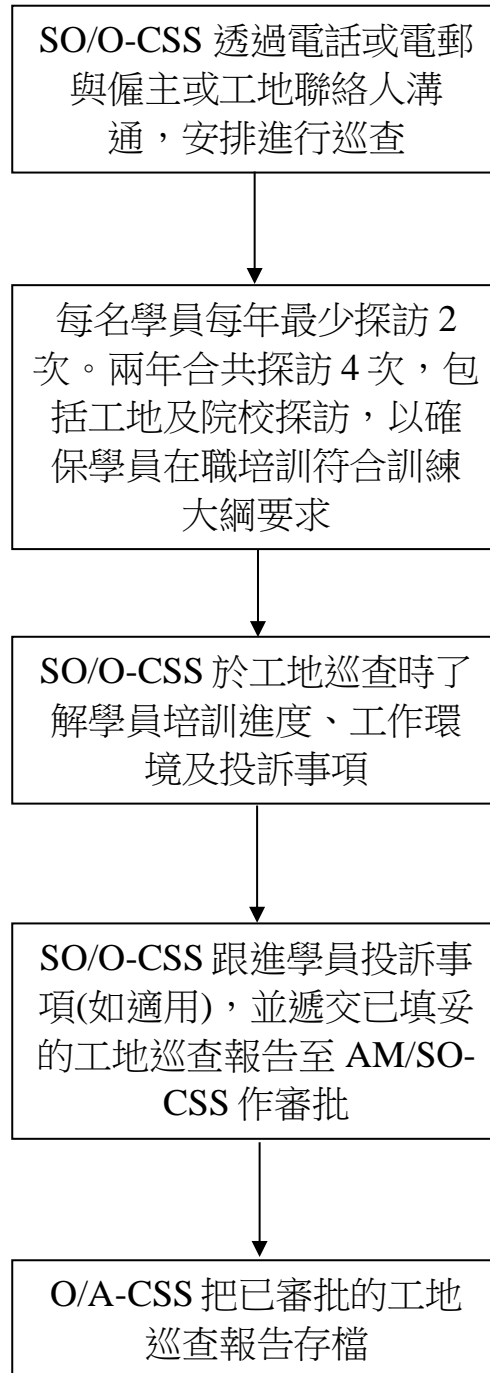 SO/O-CSS 透過電話或電郵
與僱主或工地聯絡人溝
通，安排進行巡查
每名學員每年最少探訪 2
次。兩年合共探訪 4 次，包
括工地及院校探訪，以確
保學員在職培訓符合訓練
大綱要求
SO/O-CSS 於工地巡查時了
解學員培訓進度、工作環
境及投訴事項
SO/O-CSS 跟進學員投訴事
項(如適用)，並遞交已填妥
的工地巡查報告至 AM/SO-
CSS 作審批
O/A-CSS 把已審批的工地
巡查報告存檔